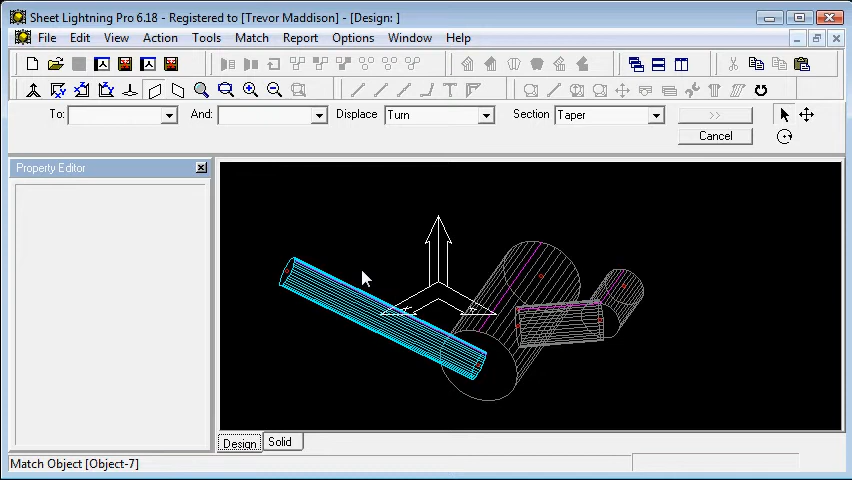 Sheet Lightning Pro 6.18 - Registered to [Trevor Maddison] - [Design: ]
File Edit View Action Tools Match Report Options Window Help
To: And: Displace Turn Section Taper >>
Cancel
Property Editor
Design Solid
Match Object [Object-7]